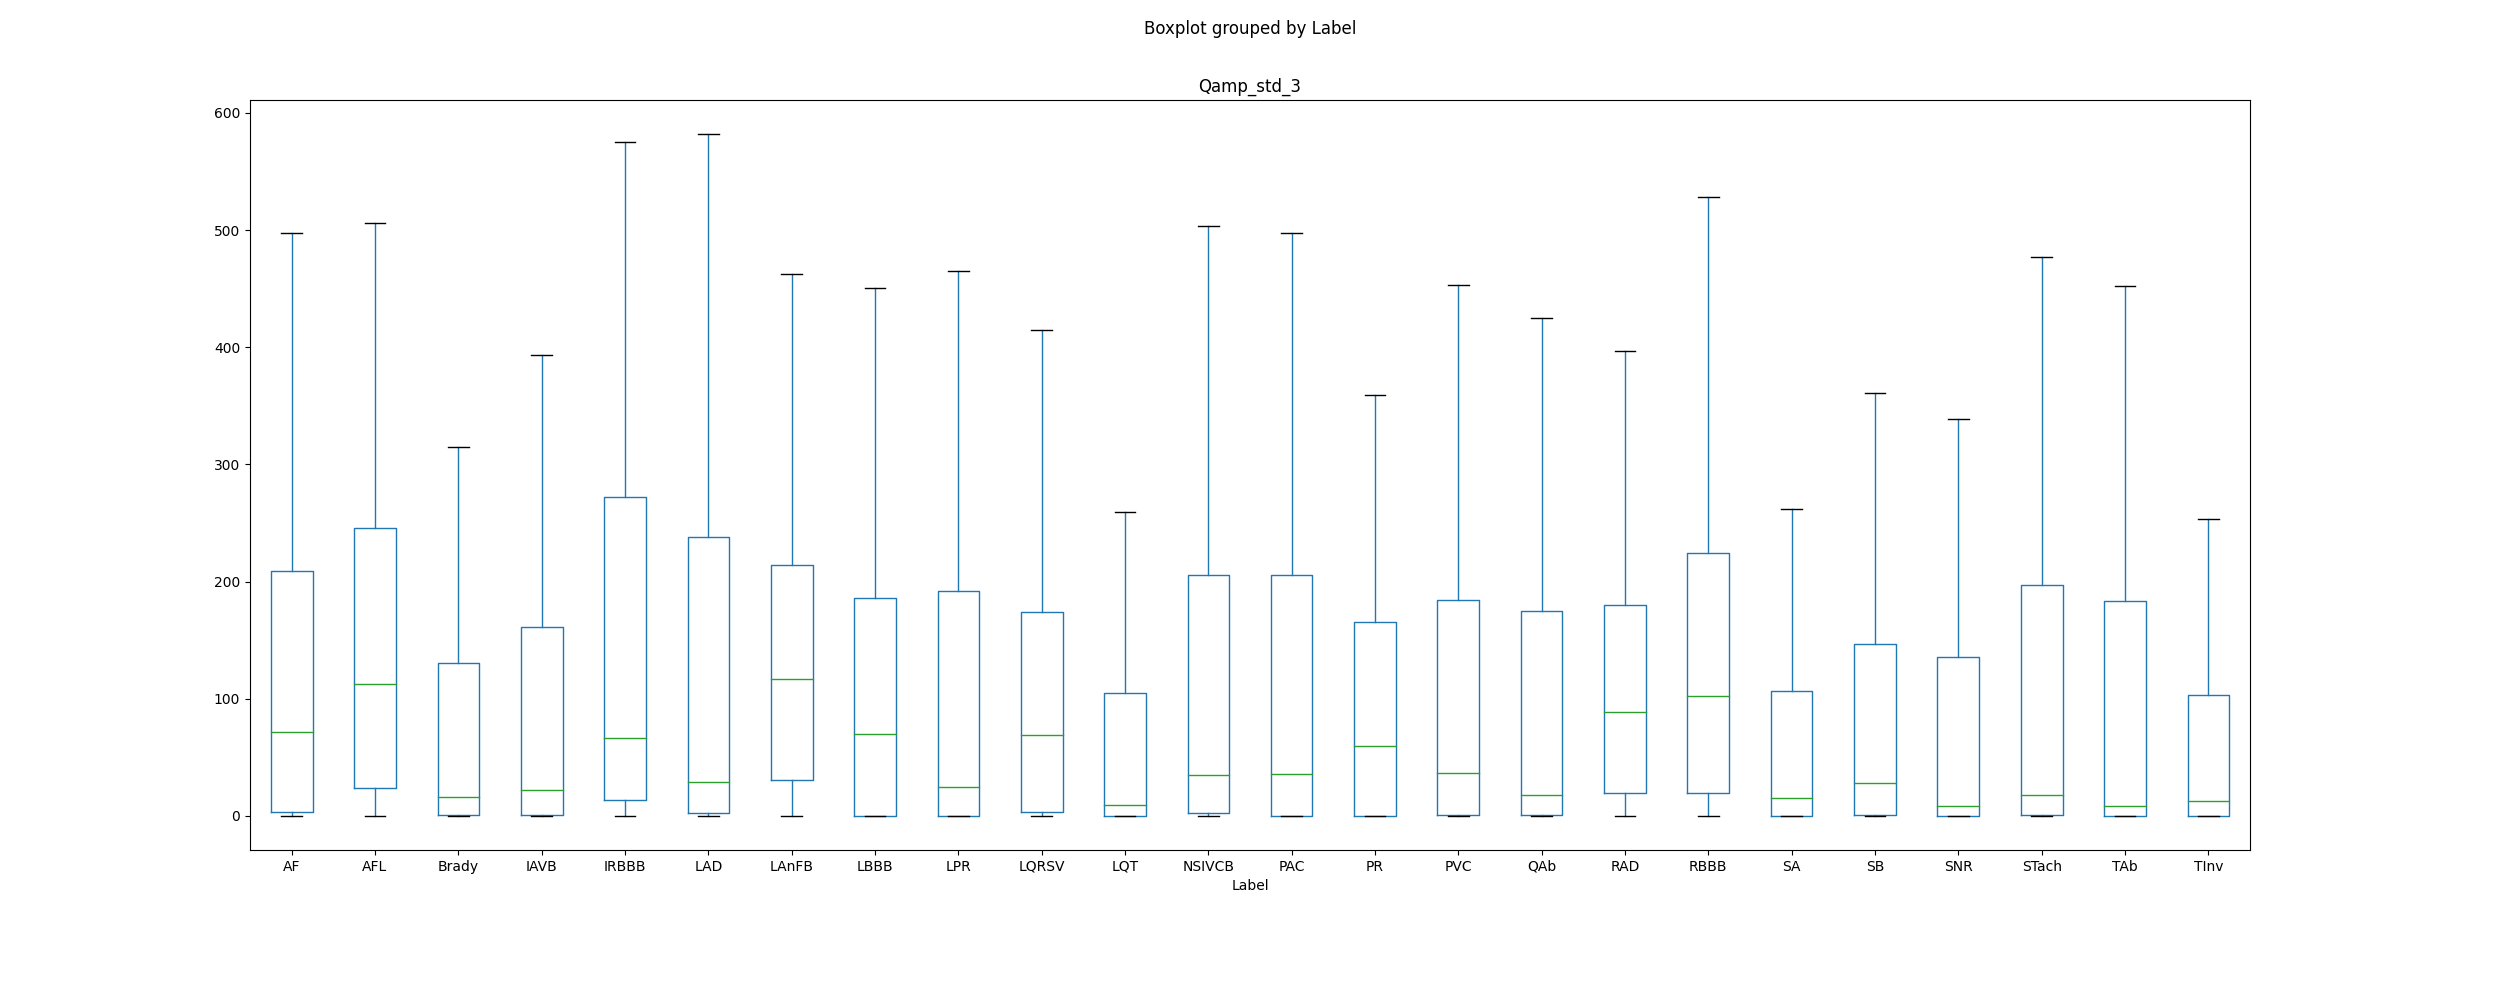 Boxplot grouped by Label
Qamp_std_3
600
500
400
300
200
100
0
AF AFL Brady IAVB IRBBB LAD LAnFB LBBB LPR LQRSV LQT NSIVCB PAC PR PVC QAb RAD RBBB SA SB SNR STach TAb TInv
Label